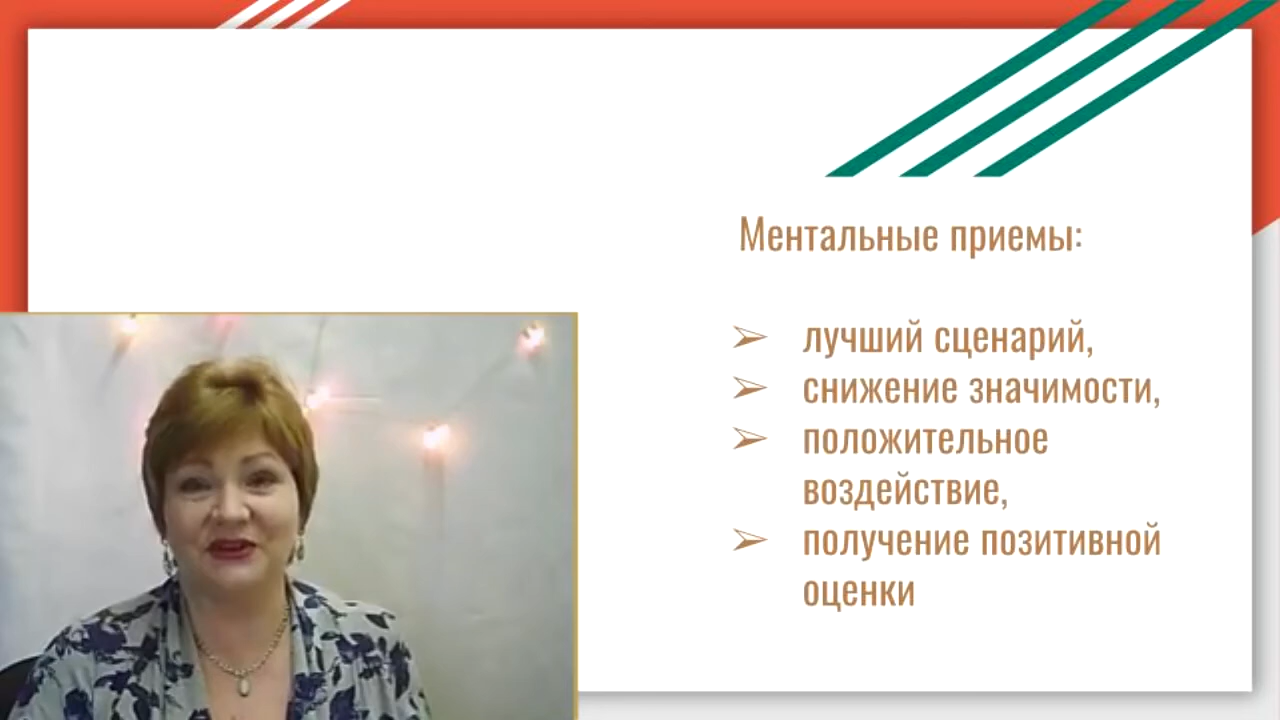 Ментальные приемы:
➢ лучший сценарий,
➢ снижение значимости,
➢ положительное
воздействие,
➢ получение позитивной
оценки